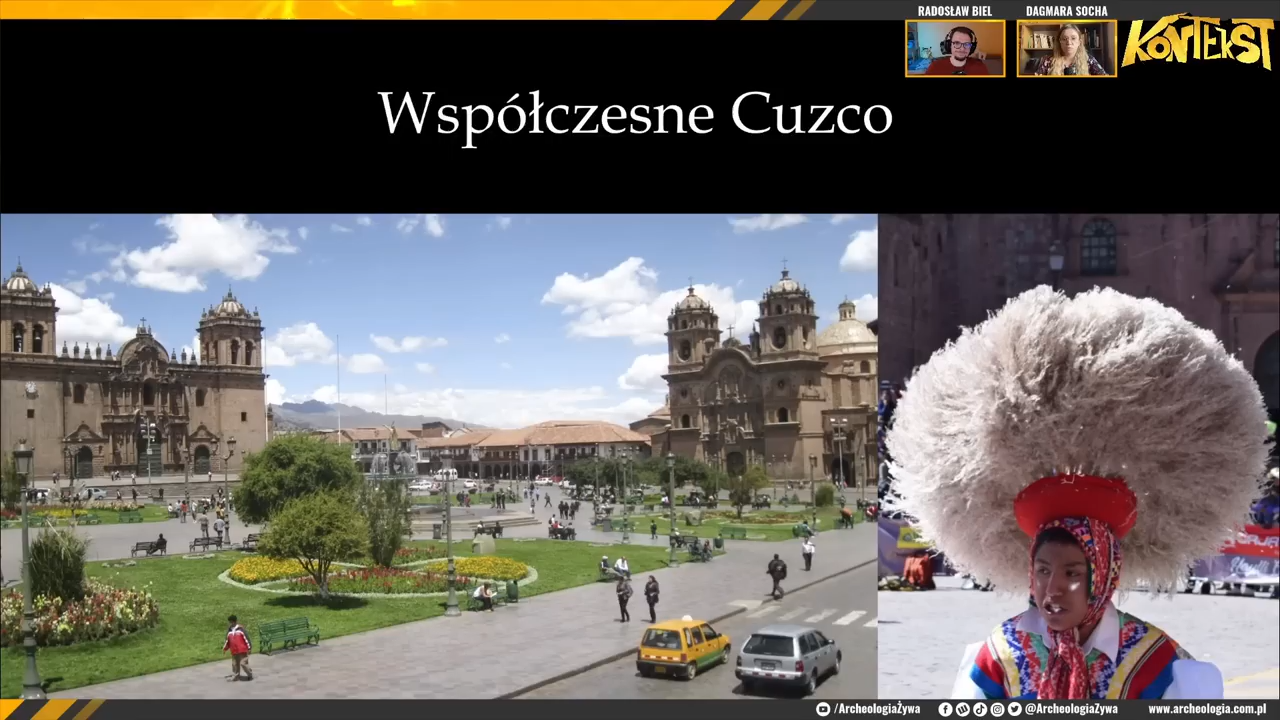 RADOSŁAW BIEL
DAGMARA SOCHA
KONTEKST
Współczesne Cuzco
/ArcheologiaŻywa
@ArcheologiaŻywa
www.archeologia.com.pl